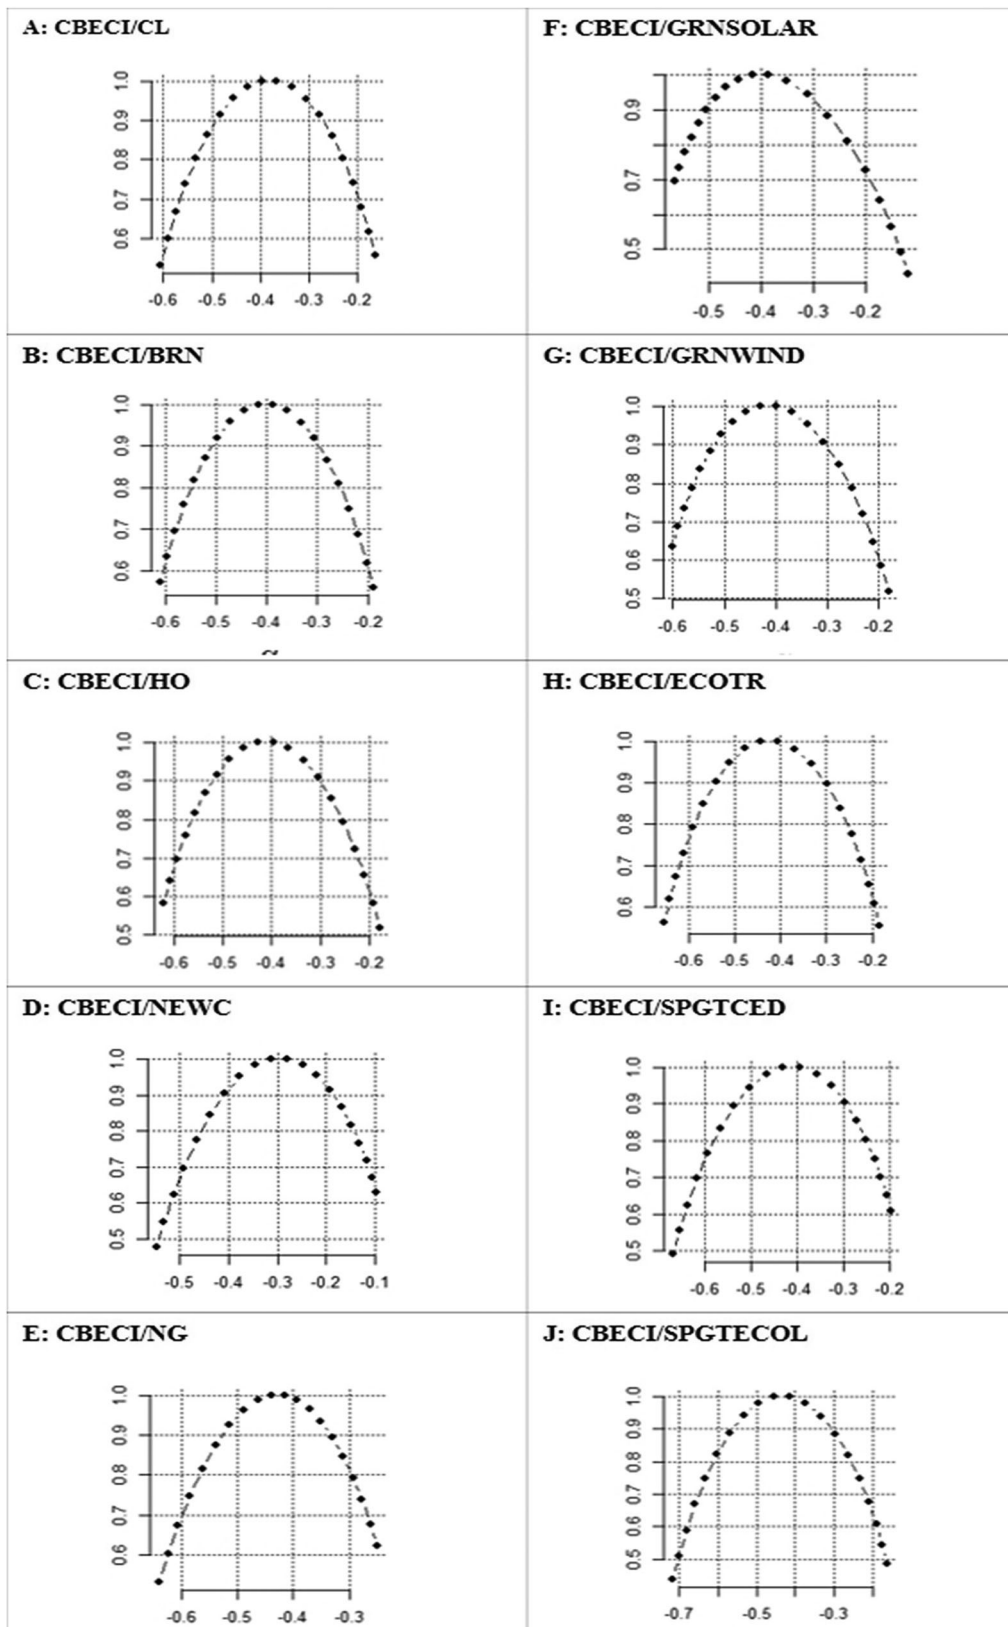 A: CBECI/CL
1.0
0.9
0.8
0.7
0.6
-0.6 -0.5 -0.4 -0.3 -0.2
F: CBECI/GRNSOLAR
0.9
0.7
0.5
-0.5 -0.4 -0.3 -0.2
B: CBECI/BRN
1.0
0.9
0.8
0.7
0.6
-0.6 -0.5 -0.4 -0.3 -0.2
G: CBECI/GRNWIND
1.0
0.9
0.8
0.7
0.6
0.5
-0.6 -0.5 -0.4 -0.3 -0.2
C: CBECI/HO
1.0
0.9
0.8
0.7
0.6
0.5
-0.6 -0.5 -0.4 -0.3 -0.2
H: CBECI/ECOTR
1.0
0.9
0.8
0.7
0.6
-0.6 -0.5 -0.4 -0.3 -0.2
D: CBECI/NEWC
1.0
0.9
0.8
0.7
0.6
0.5
-0.5 -0.4 -0.3 -0.2 -0.1
I: CBECI/SPGTCED
1.0
0.9
0.8
0.7
0.6
0.5
-0.6 -0.5 -0.4 -0.3 -0.2
E: CBECI/NG
1.0
0.9
0.8
0.7
0.6
-0.6 -0.5 -0.4 -0.3
J: CBECI/SPGTECOL
1.0
0.9
0.8
0.7
0.6
0.5
-0.7 -0.5 -0.3